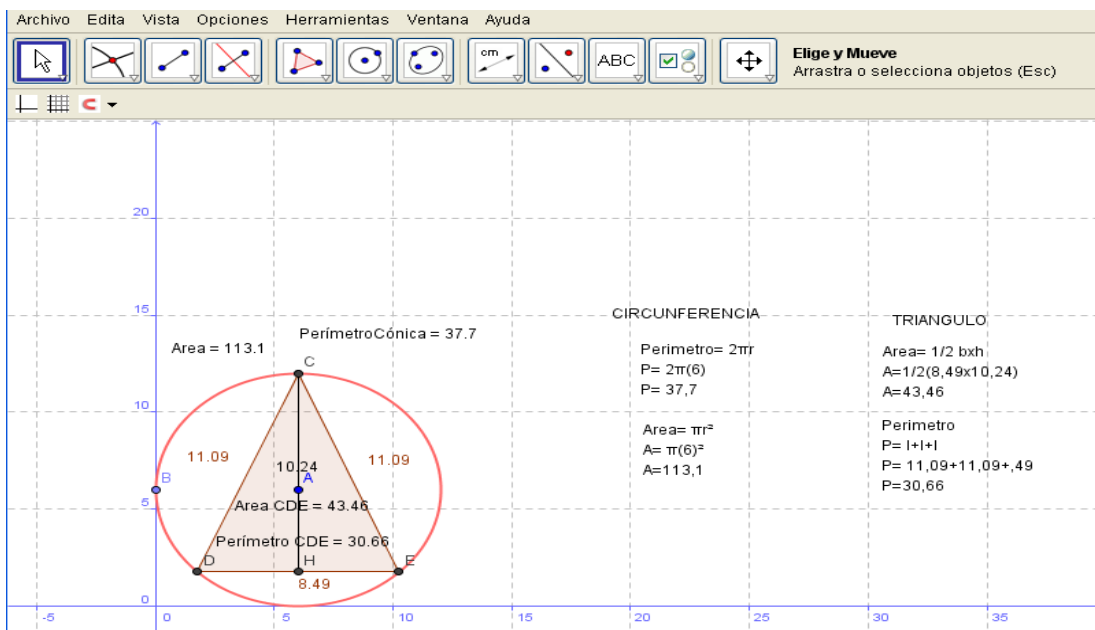 Archivo Edita Vista Opciones Herramientas Ventana Ayuda
cm
ABC
Elige y Mueve
Arrastra o selecciona objetos (Esc)
20
15
10
5
0
-5
0
5
10
15
20
25
30
35
PerímetroCónica = 37.7
Area = 113.1
C
11.09
11.09
10.24
B
A
Area CDE = 43.46
Perímetro CDE = 30.66
D
H
E
8.49
CIRCUNFERENCIA
Perimetro= 2πr
P= 2π(6)
P= 37,7
Area= πr²
A= π(6)²
A=113,1
TRIANGULO
Area= 1/2 bxh
A=1/2(8,49x10,24)
A=43,46
Perimetro
P= l+l+l
P= 11,09+11,09+,49
P=30,66